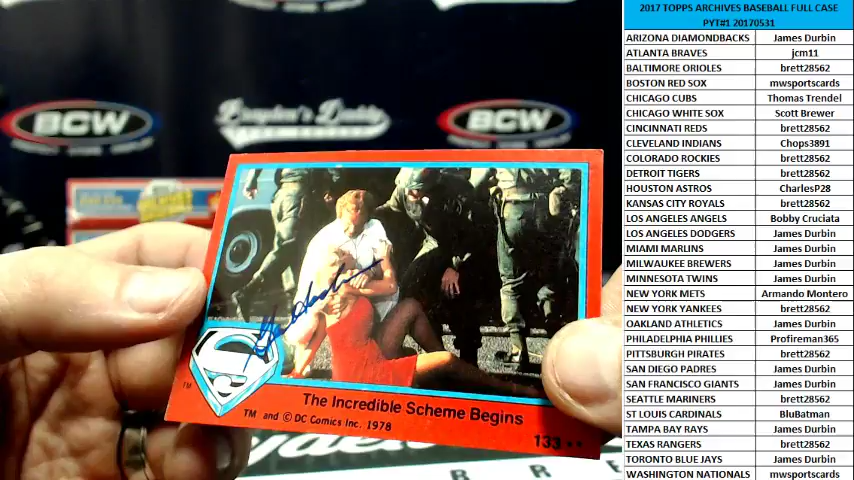 2017 TOPPS ARCHIVES BASEBALL FULL CASE
PYT#1 20170531
ARIZONA DIAMONDBACKS James Durbin
ATLANTA BRAVES jcm11
BALTIMORE ORIOLES brett28562
BOSTON RED SOX mwsportscards
CHICAGO CUBS Thomas Trendel
CHICAGO WHITE SOX Scott Brewer
CINCINNATI REDS brett28562
CLEVELAND INDIANS Chops3891
COLORADO ROCKIES brett28562
DETROIT TIGERS brett28562
HOUSTON ASTROS CharlesP28
KANSAS CITY ROYALS brett28562
LOS ANGELES ANGELS Bobby Cruciata
LOS ANGELES DODGERS James Durbin
MIAMI MARLINS James Durbin
MILWAUKEE BREWERS James Durbin
MINNESOTA TWINS James Durbin
NEW YORK METS Armando Montero
NEW YORK YANKEES brett28562
OAKLAND ATHLETICS James Durbin
PHILADELPHIA PHILLIES Profireman365
PITTSBURGH PIRATES brett28562
SAN DIEGO PADRES James Durbin
SAN FRANCISCO GIANTS James Durbin
SEATTLE MARINERS brett28562
ST LOUIS CARDINALS BluBatman
TAMPA BAY RAYS James Durbin
TEXAS RANGERS brett28562
TORONTO BLUE JAYS James Durbin
WASHINGTON NATIONALS mwsportscards
BCW
Brayden's Daddy
BCW
S
TM
The Incredible Scheme Begins
TM and © DC Comics Inc. 1978
133 **
B R E